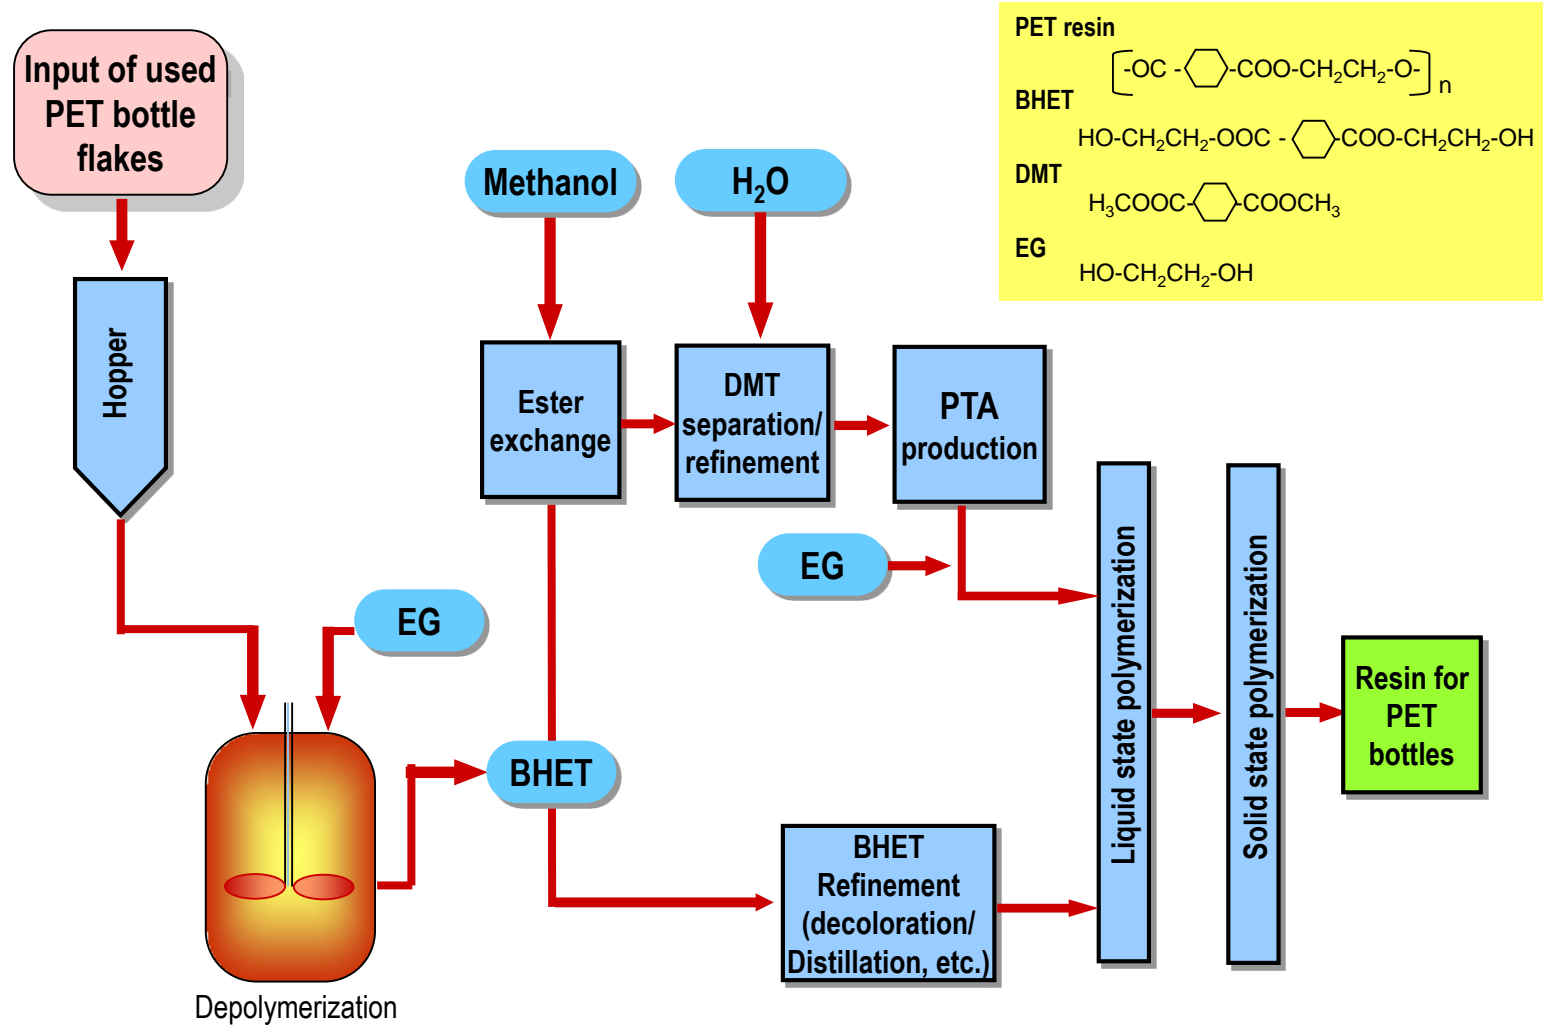 Input of used
PET bottle
flakes
Hopper
EG
Depolymerization
Methanol
H₂O
Ester
exchange
DMT
separation/
refinement
PTA
production
EG
BHET
BHET
Refinement
(decoloration/
Distillation, etc.)
Liquid state polymerization
Solid state polymerization
Resin for
PET
bottles
PET resin
-OC - -COO-CH₂CH₂-O- n
BHET
HO-CH₂CH₂-OOC - -COO-CH₂CH₂-OH
DMT
H₃COOC- -COOCH₃
EG
HO-CH₂CH₂-OH